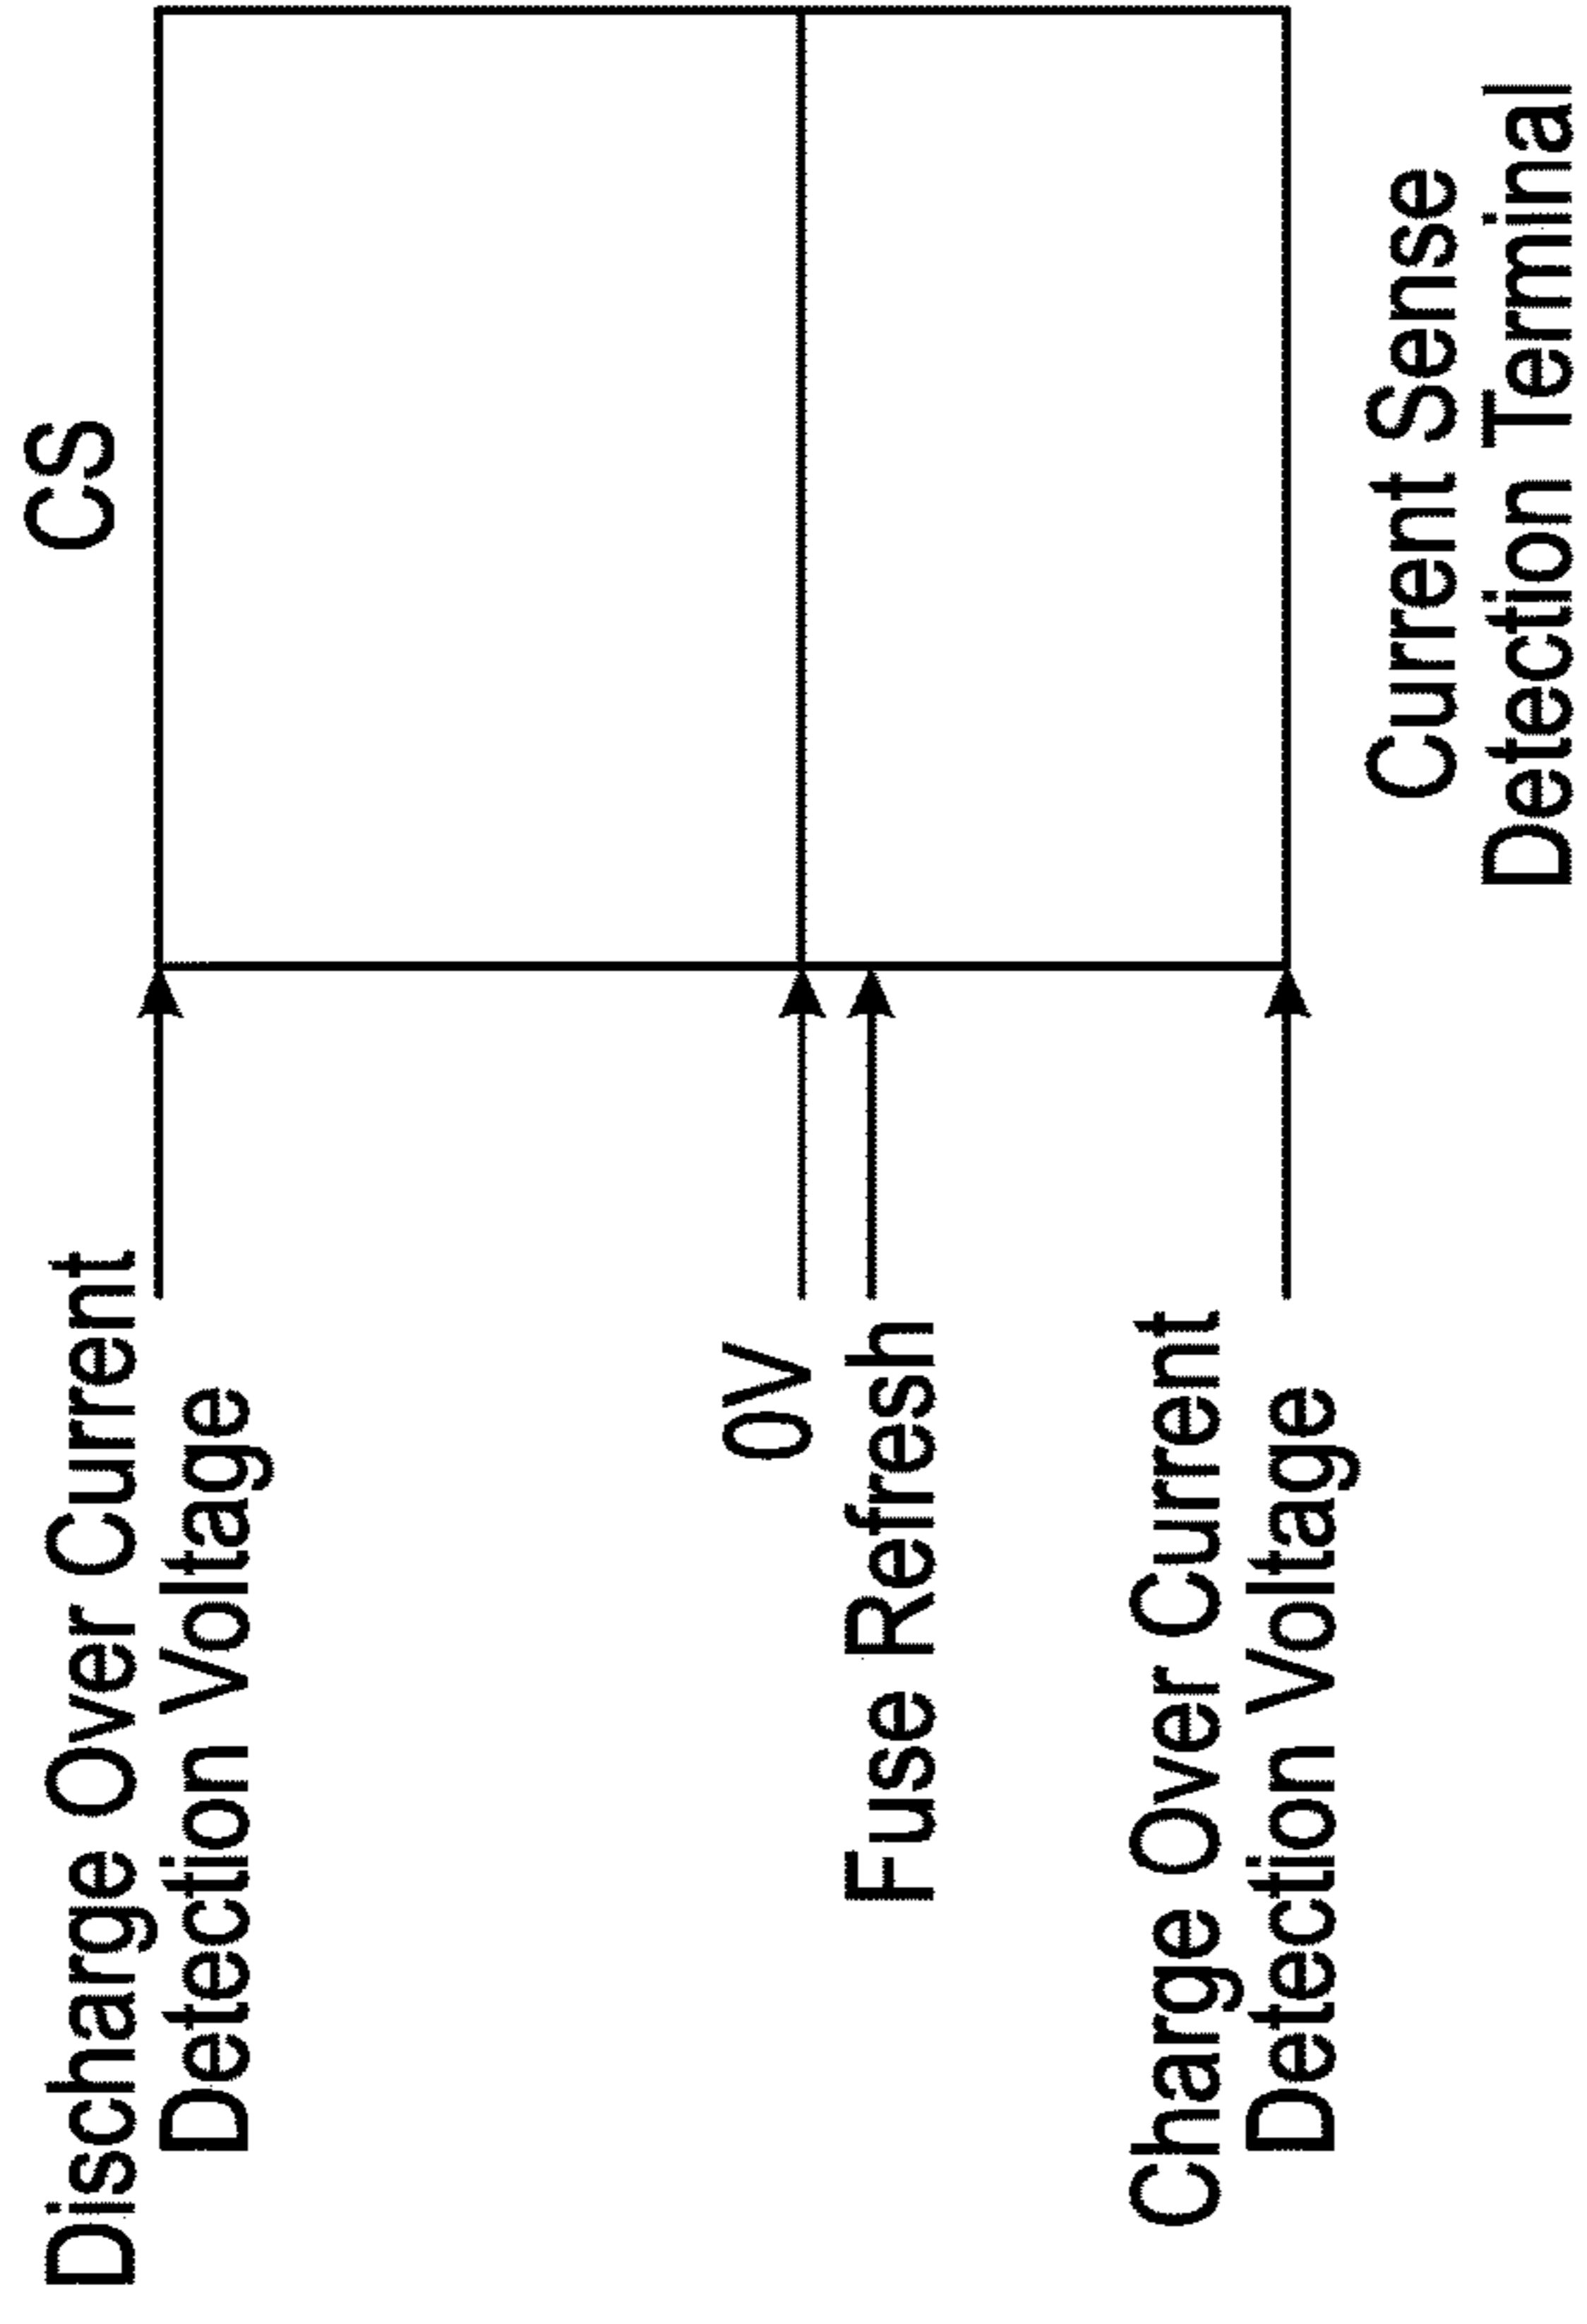 CS
Discharge Over Current
Detection Voltage
0V
Fuse Refresh
Charge Over Current
Detection Voltage
Current Sense
Detection Terminal